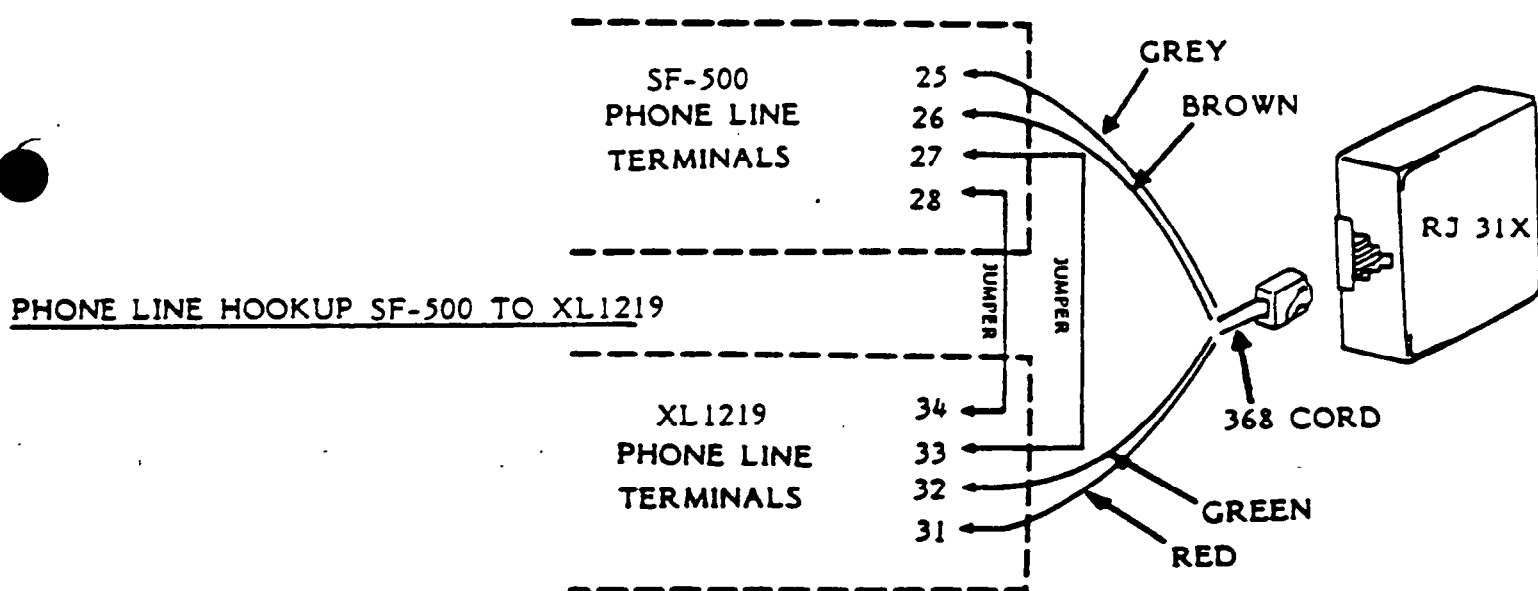 GREY
BROWN
SF-500
PHONE LINE
TERMINALS
25
26
27
28
RJ 31X
JUMPER
JUMPER
PHONE LINE HOOKUP SF-500 TO XL1219
XL1219
PHONE LINE
TERMINALS
34
33
32
31
368 CORD
GREEN
RED